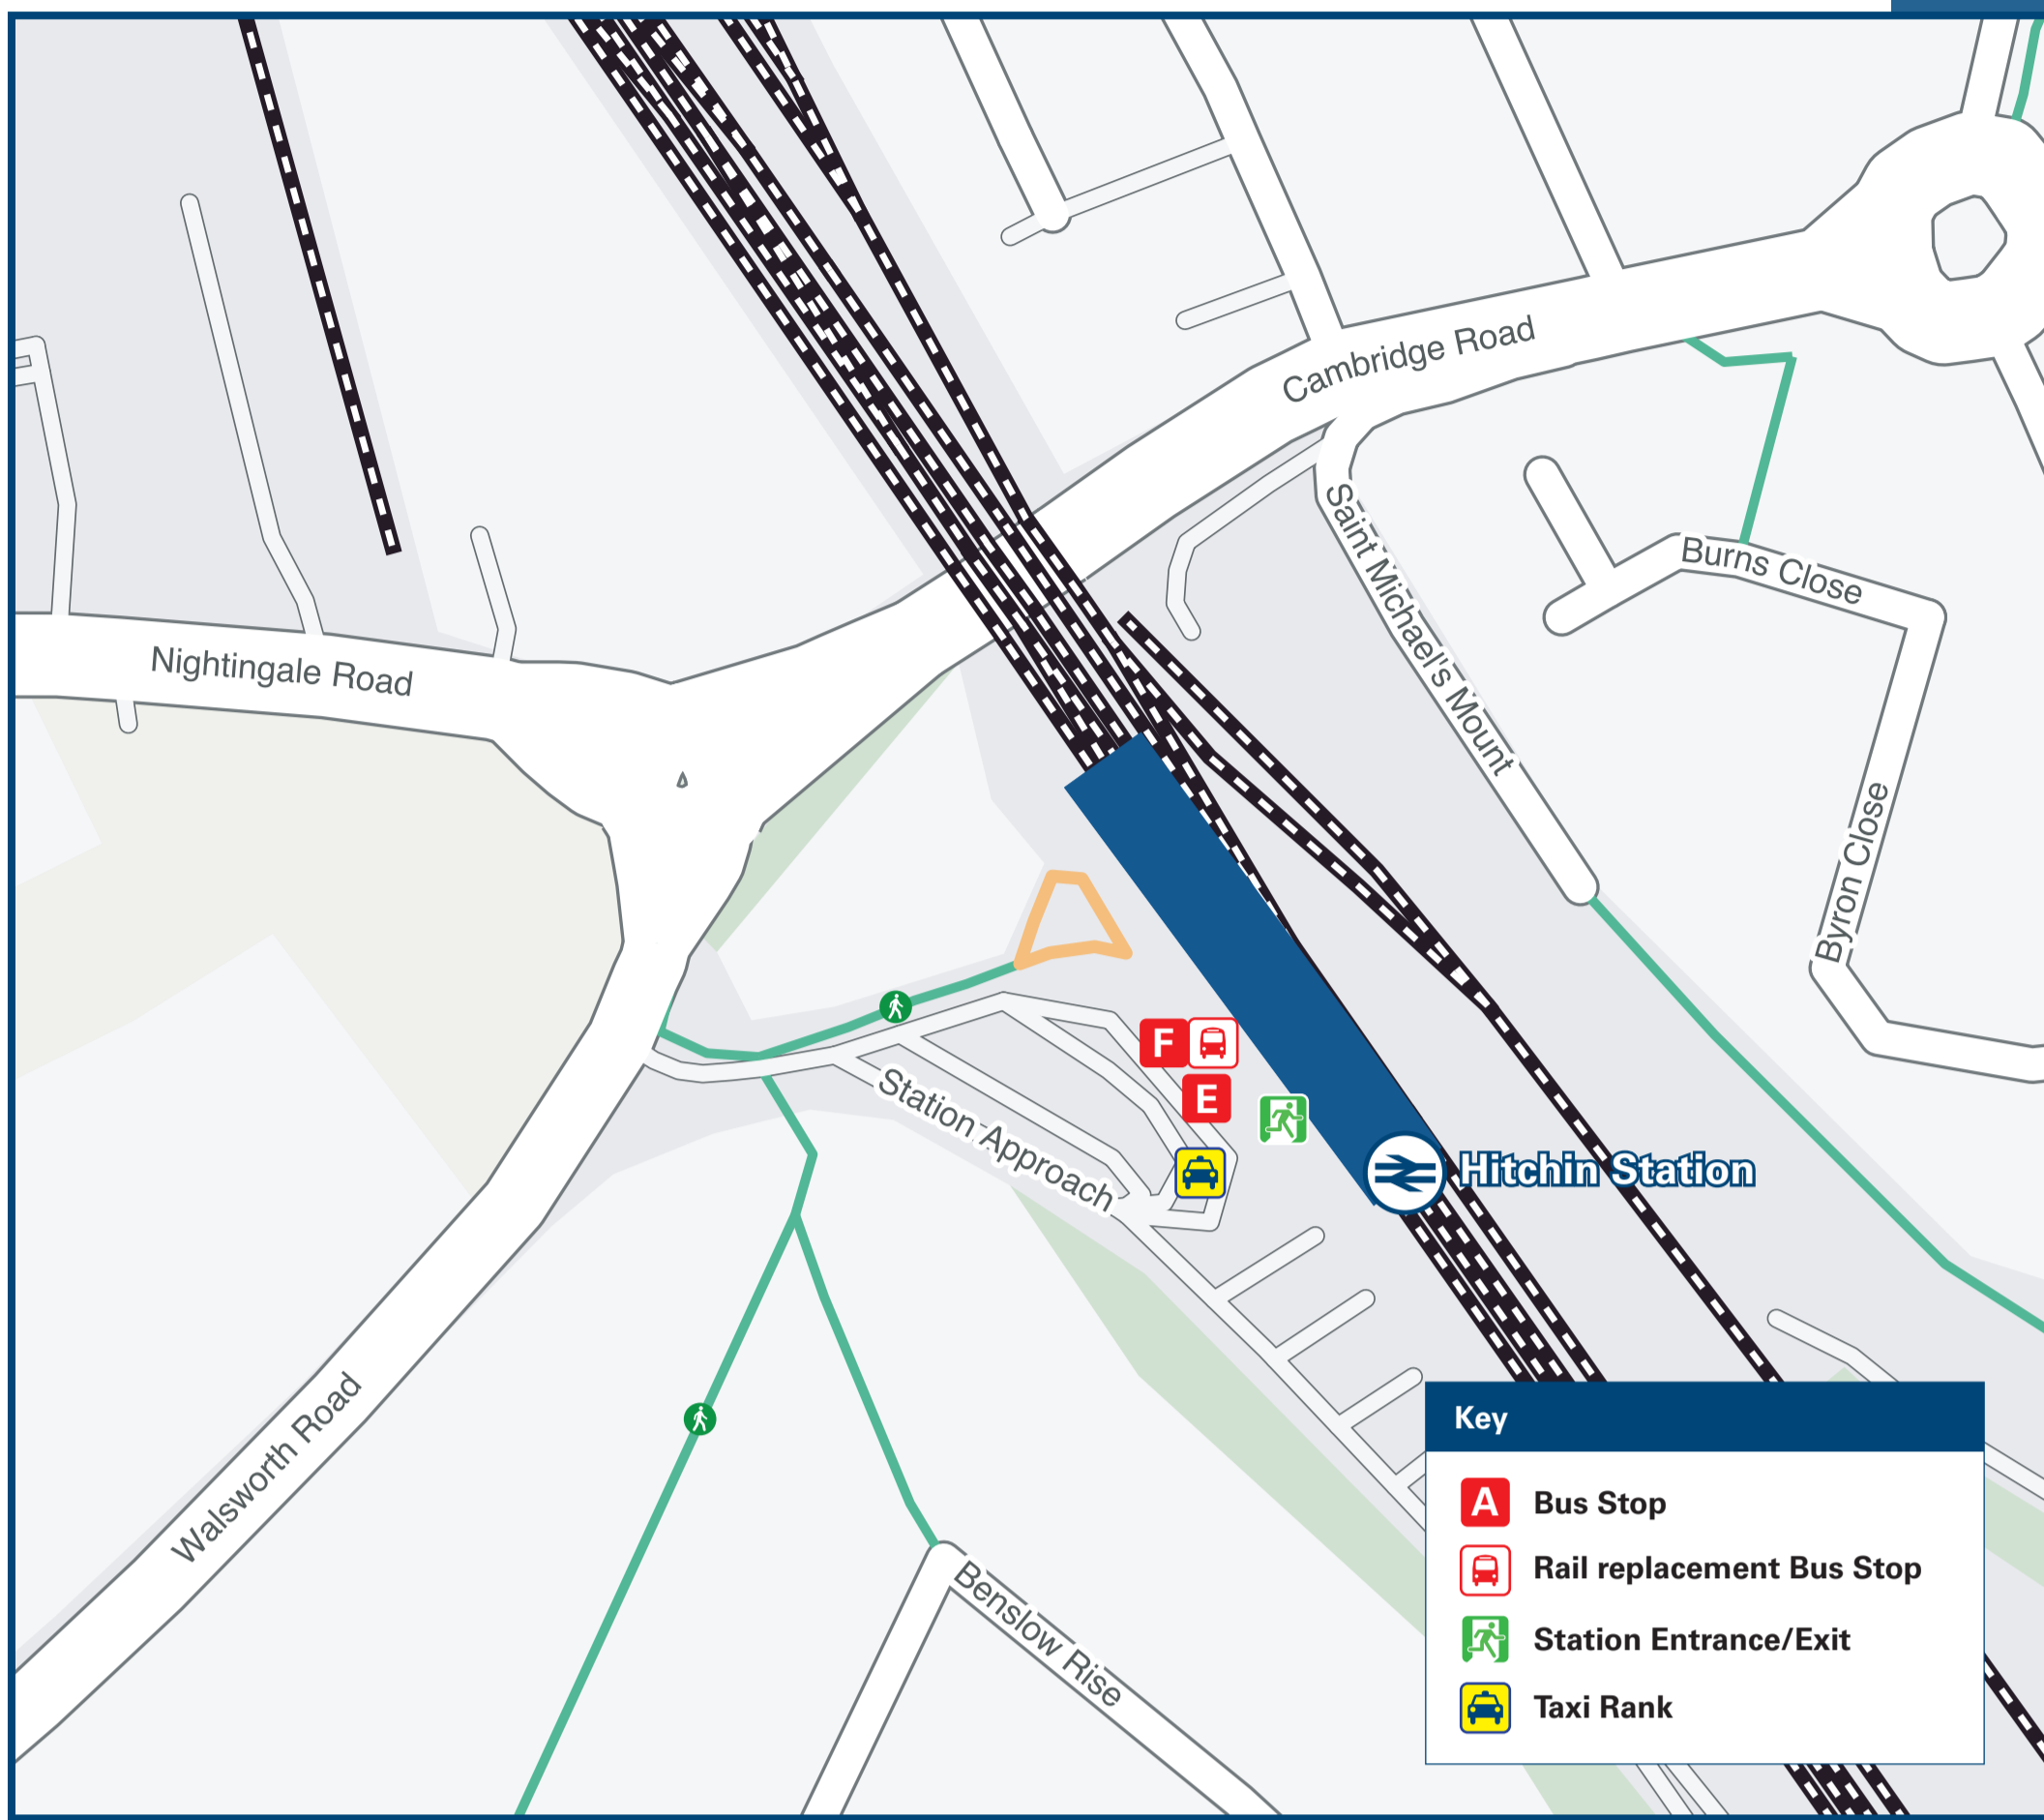 Cambridge Road
Saint Michael's Mount
Burns Close
Nightingale Road
Byron Close
F
E
Station Approach
Hitchin Station
Walsworth Road
Benslow Rise
Key
A Bus Stop
Rail replacement Bus Stop
Station Entrance/Exit
Taxi Rank